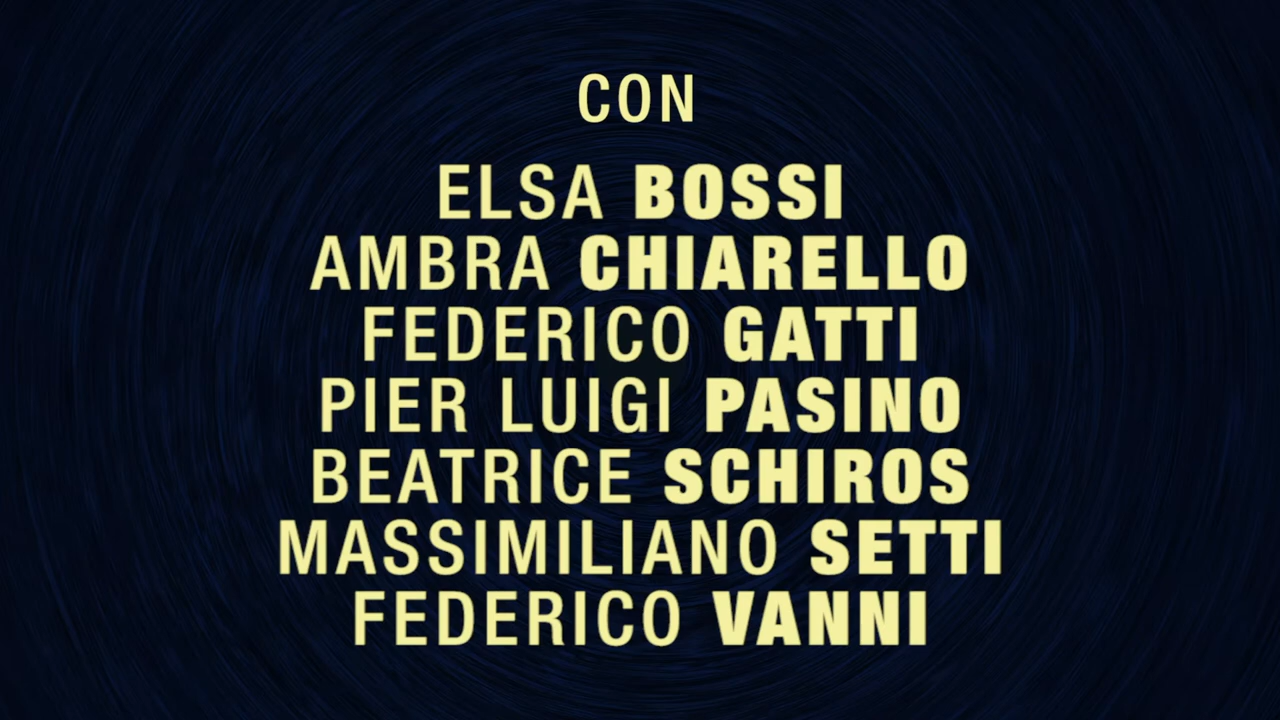 CON
ELSA BOSSI
AMBRA CHIARELLO
FEDERICO GATTI
PIER LUIGI PASINO
BEATRICE SCHIROS
MASSIMILIANO SETTI
FEDERICO VANNI